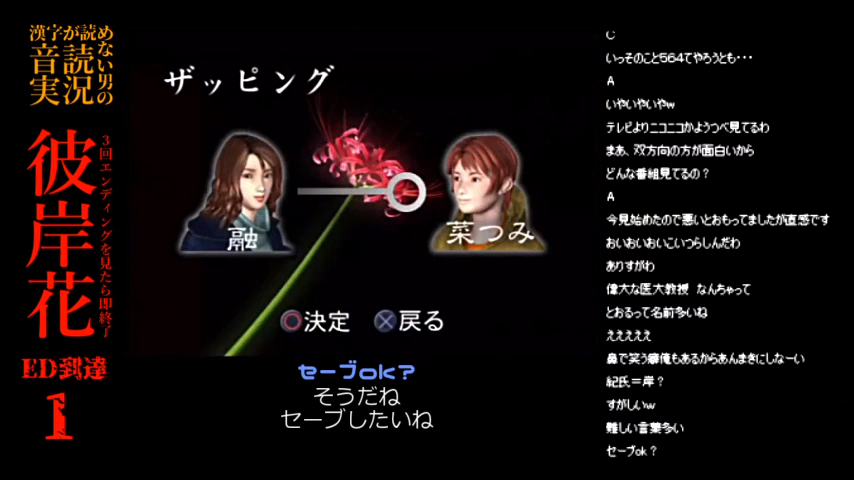 漢字が読め
ない男の
音読
実況
彼岸花
3回エンディングを見たら即終了
ED到達
1
ザッピング
融
菜つみ
決定
戻る
セーブok?
そうだね
セーブしたいね
C
いっそのこと564てやろうとも・・・
A
いやいやいやw
テレビよりニコニコかようつべ見てるわ
まあ、双方向の方が面白いから
どんな番組見てるの?
A
今見始めたので悪いとおもってましたが直感です
おいおいおいこいつらしんだわ
ありすがわ
偉大な医大教授 なんちゃって
とおるって名前多いね
えええええ
鼻で笑う癖俺もあるからあんまきにしなーい
紀氏=岸?
すがしいw
難しい言葉多い
セーブok?